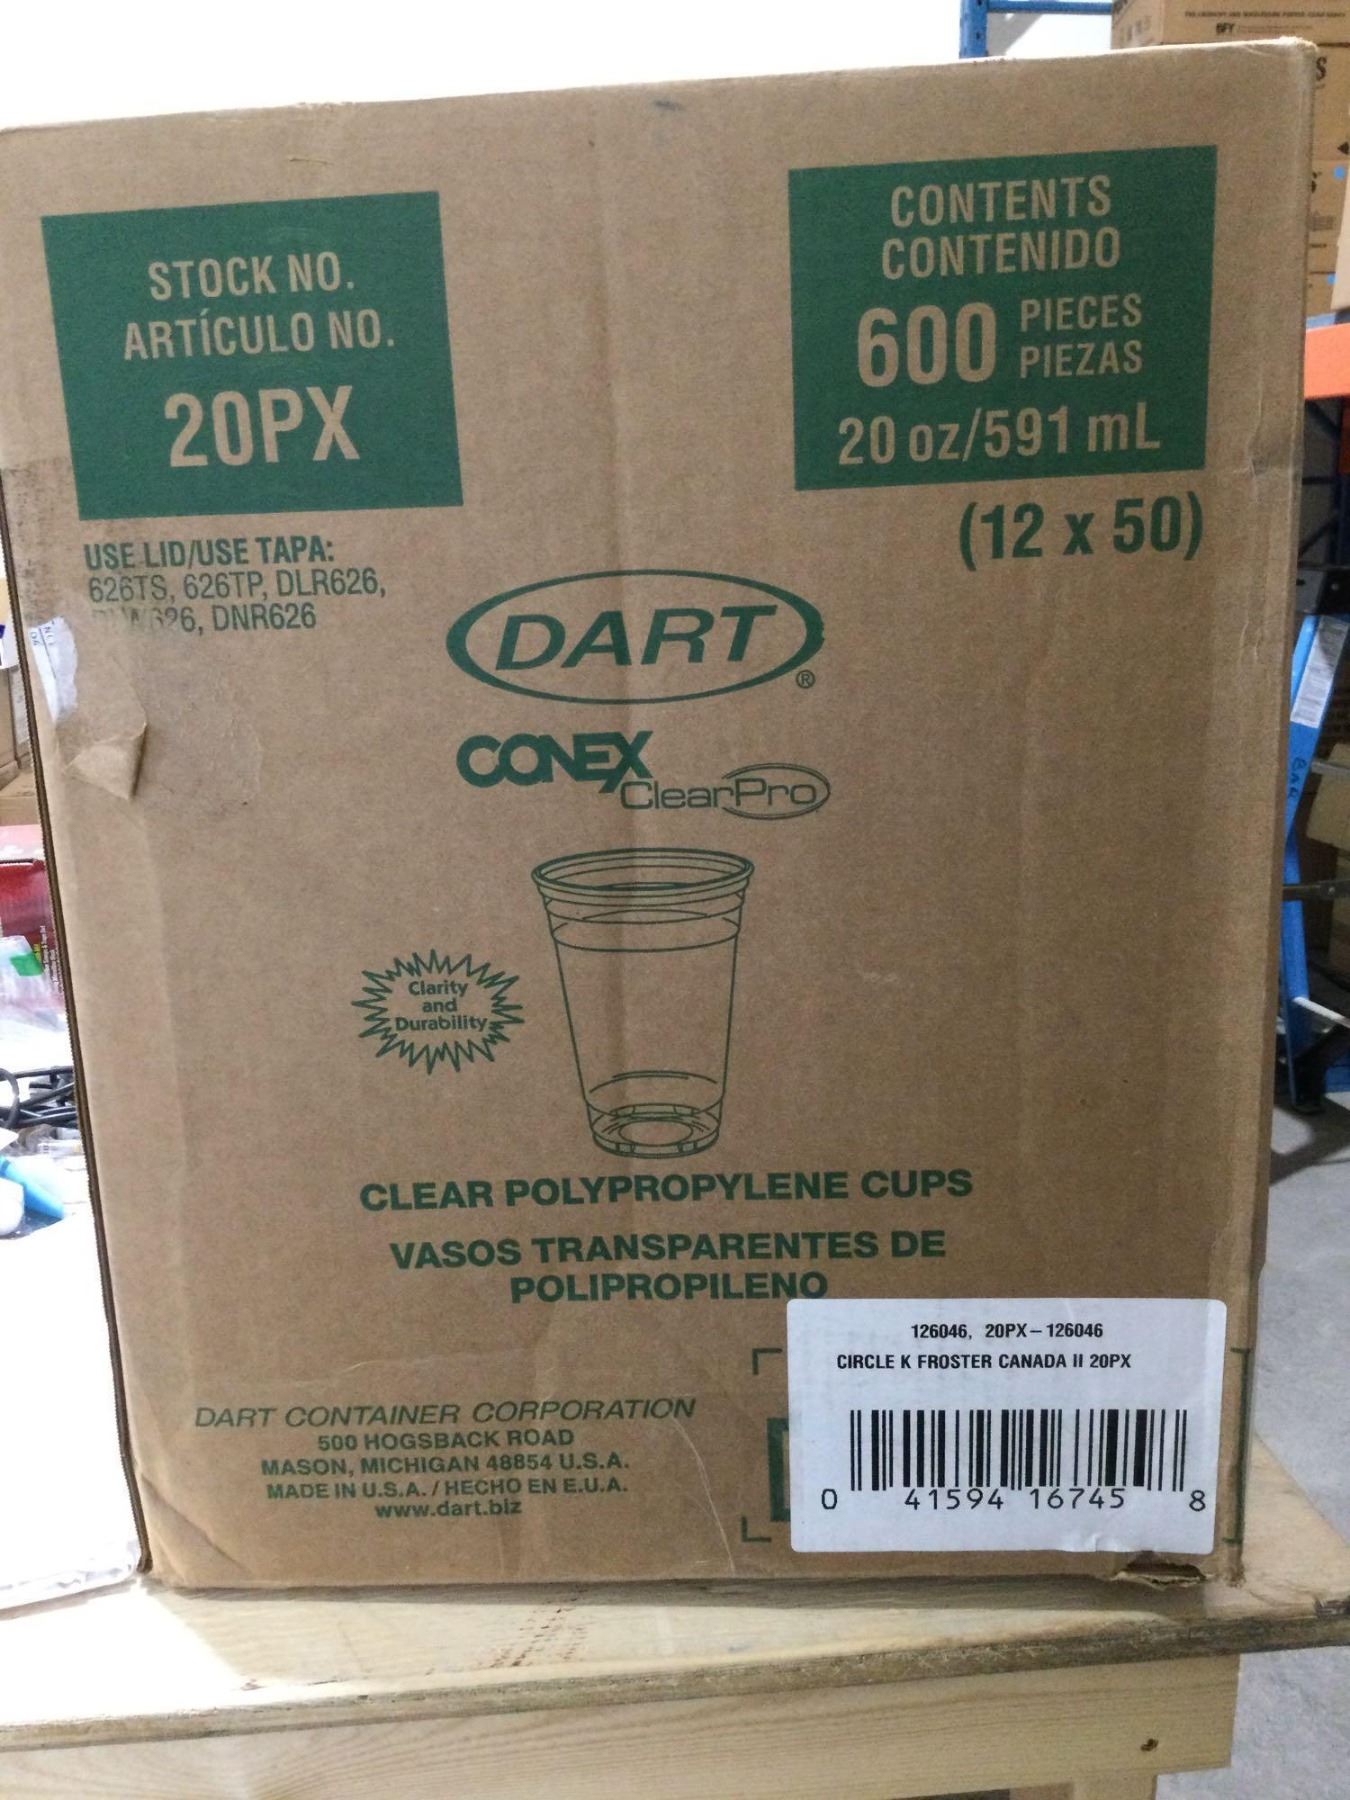 STOCK NO.
ARTÍCULO NO.
20PX
CONTENTS
CONTENIDO
600 PIECES
PIEZAS
20 oz/591 mL
(12 x 50)
USE LID/USE TAPA:
626TS, 626TP, DLR626,
DNR626
DART®
CONEX
ClearPro
Clarity
and
Durability
CLEAR POLYPROPYLENE CUPS
VASOS TRANSPARENTES DE
POLIPROPILENO
DART CONTAINER CORPORATION
500 HOGSBACK ROAD
MASON, MICHIGAN 48854 U.S.A.
MADE IN U.S.A. / HECHO EN E.U.A.
www.dart.biz
126046, 20PX – 126046
CIRCLE K FROSTER CANADA II 20PX
0 41594 16745 8